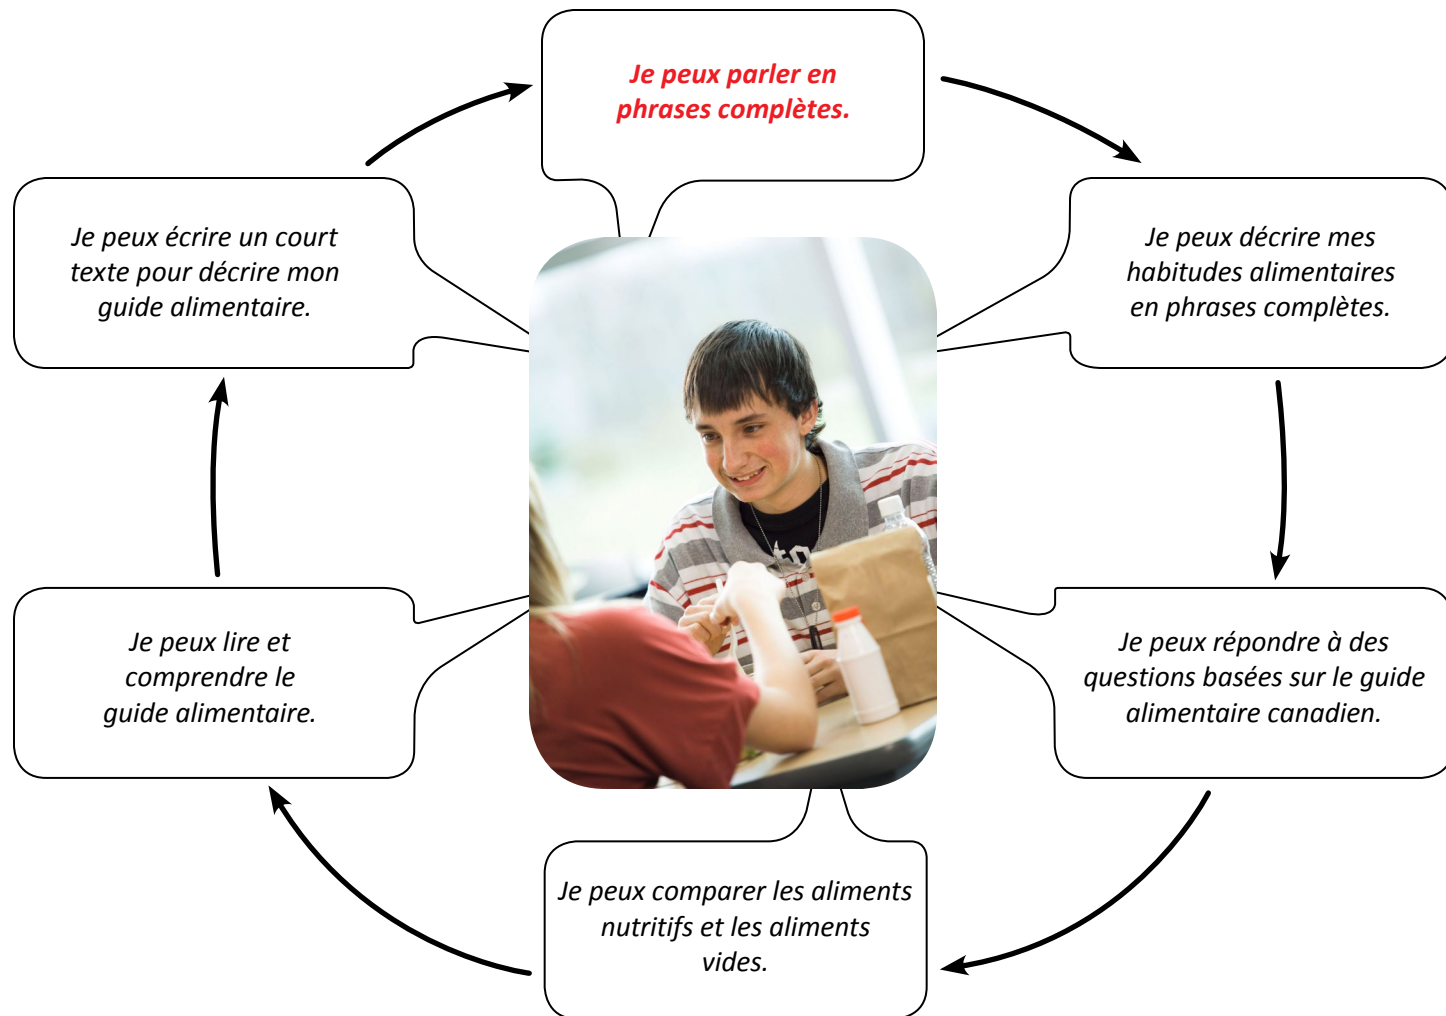 Je peux parler en
phrases complètes.
Je peux décrire mes
habitudes alimentaires
en phrases complètes.
Je peux répondre à des
questions basées sur le guide
alimentaire canadien.
Je peux comparer les aliments
nutritifs et les aliments
vides.
Je peux lire et
comprendre le
guide alimentaire.
Je peux écrire un court
texte pour décrire mon
guide alimentaire.